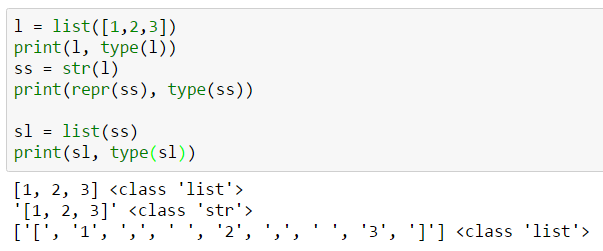 l = list([1,2,3])
print(l, type(l))
ss = str(l)
print(repr(ss), type(ss))
sl = list(ss)
print(sl, type(sl))
[1, 2, 3] <class 'list'>
'[1, 2, 3]' <class 'str'>
['[', '1', ',', ' ', '2', ',', ' ', '3', ']'] <class 'list'>